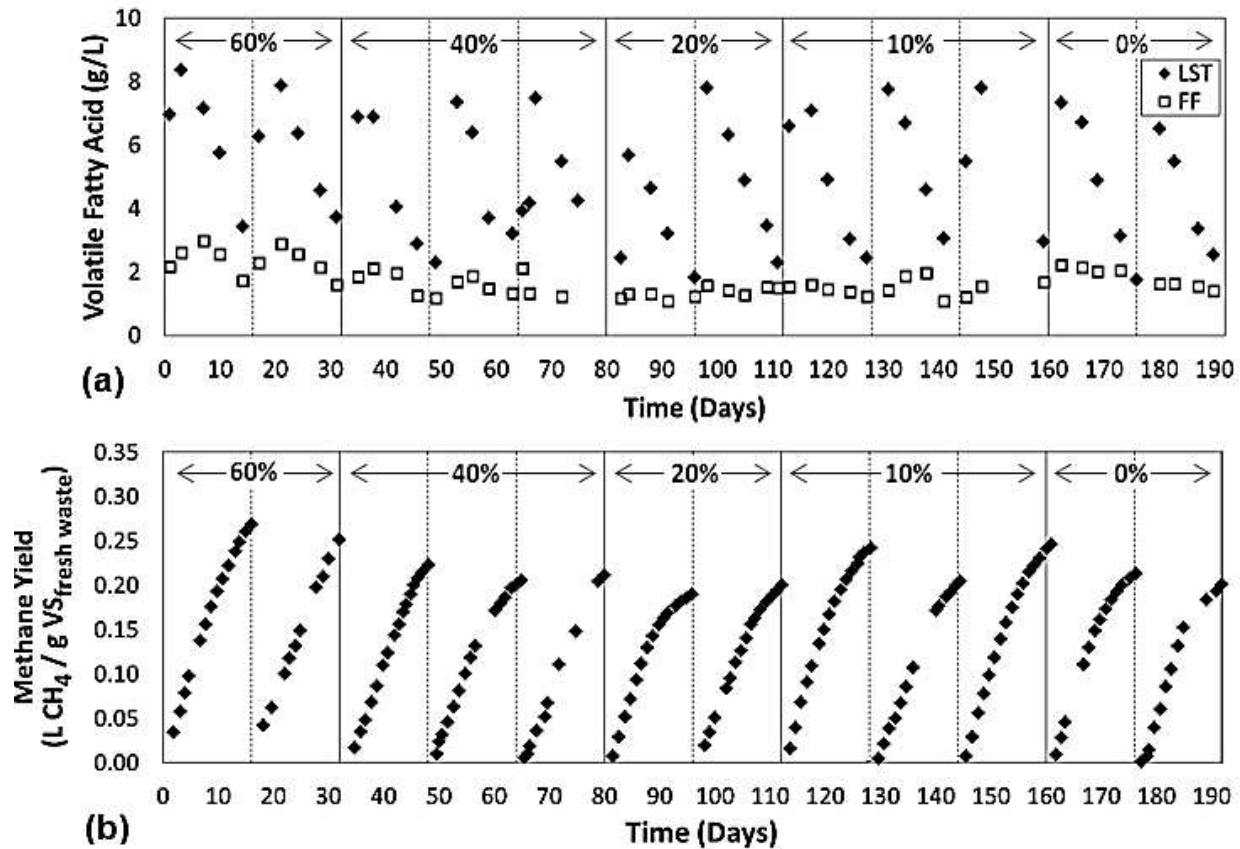 10
8
6
4
2
0
Volatile Fatty Acid (g/L)
60%
40%
20%
10%
0%
LST
FF
0 10 20 30 40 50 60 70 80 90 100 110 120 130 140 150 160 170 180 190
Time (Days)
(a)
0.35
0.30
0.25
0.20
0.15
0.10
0.05
0.00
Methane Yield
(L CH4 / g VSfresh waste)
60%
40%
20%
10%
0%
0 10 20 30 40 50 60 70 80 90 100 110 120 130 140 150 160 170 180 190
Time (Days)
(b)